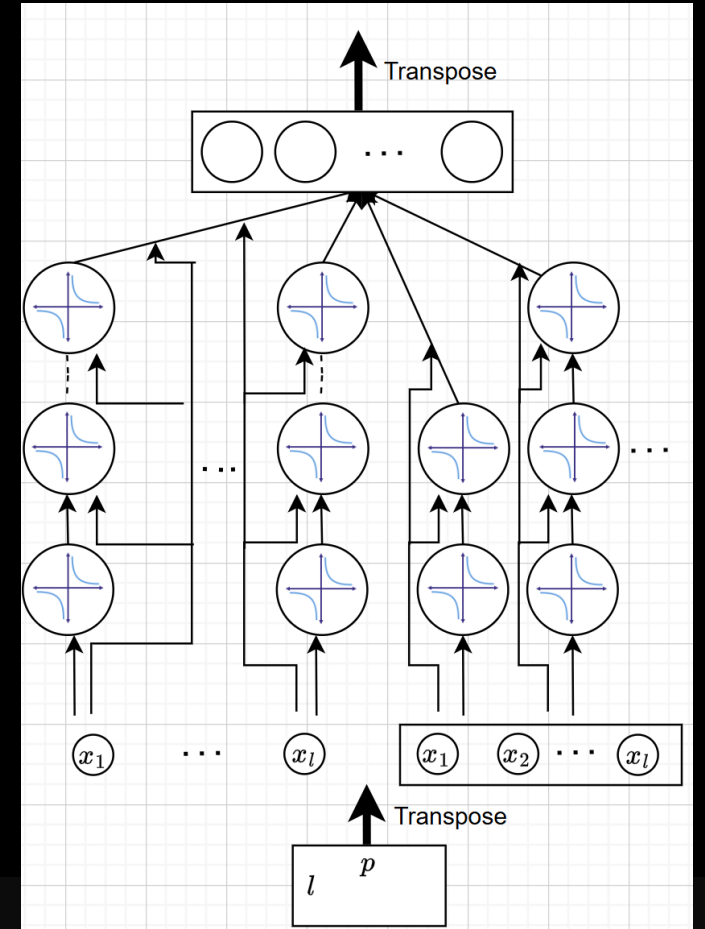 Transpose
. . .
. . .
. . .
x₁ . . . xₗ x₁ x₂ . . . xₗ
Transpose
p
l